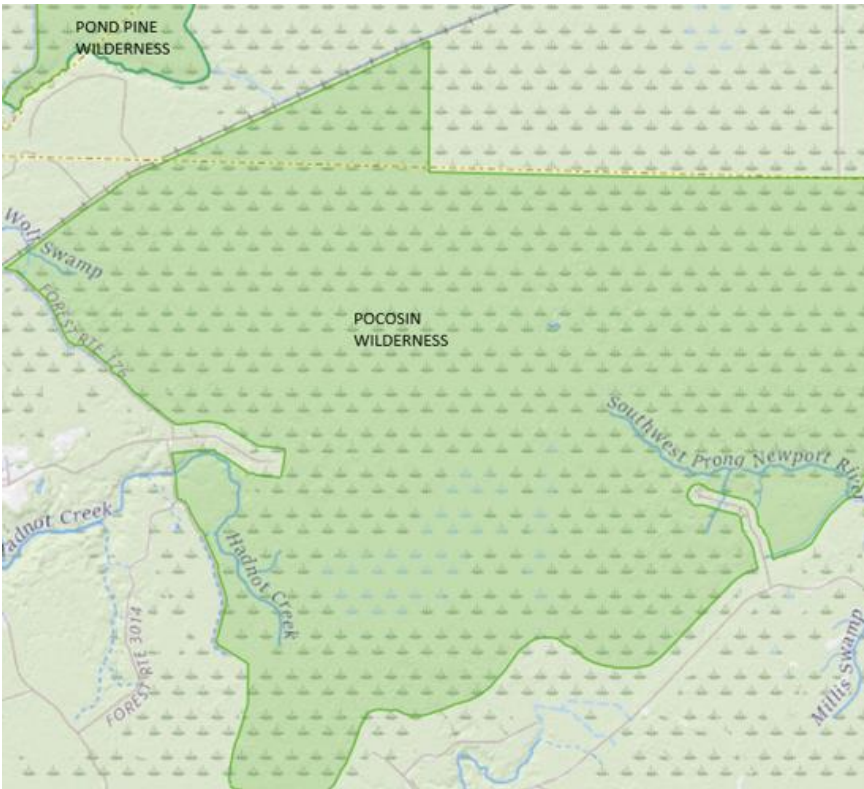 POND PINE
WILDERNESS
Wolf Swamp
FOREST RTE 126
POCOSIN
WILDERNESS
Southwest Prong Newport River
adnot Creek
Hadnot Creek
FOREST RTE 3014
Millis Swamp